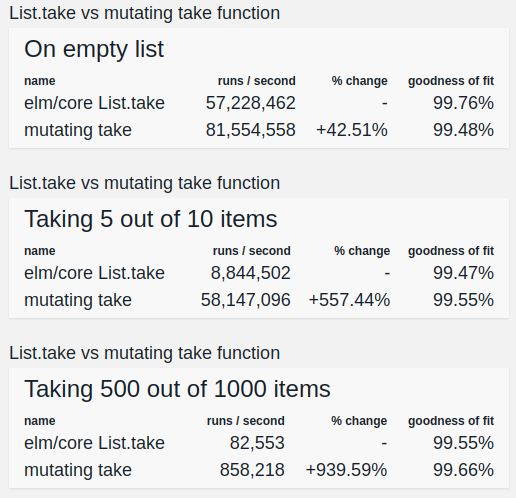 List.take vs mutating take function
On empty list
name runs / second % change goodness of fit
elm/core List.take 57,228,462 - 99.76%
mutating take 81,554,558 +42.51% 99.48%
List.take vs mutating take function
Taking 5 out of 10 items
name runs / second % change goodness of fit
elm/core List.take 8,844,502 - 99.47%
mutating take 58,147,096 +557.44% 99.55%
List.take vs mutating take function
Taking 500 out of 1000 items
name runs / second % change goodness of fit
elm/core List.take 82,553 - 99.55%
mutating take 858,218 +939.59% 99.66%